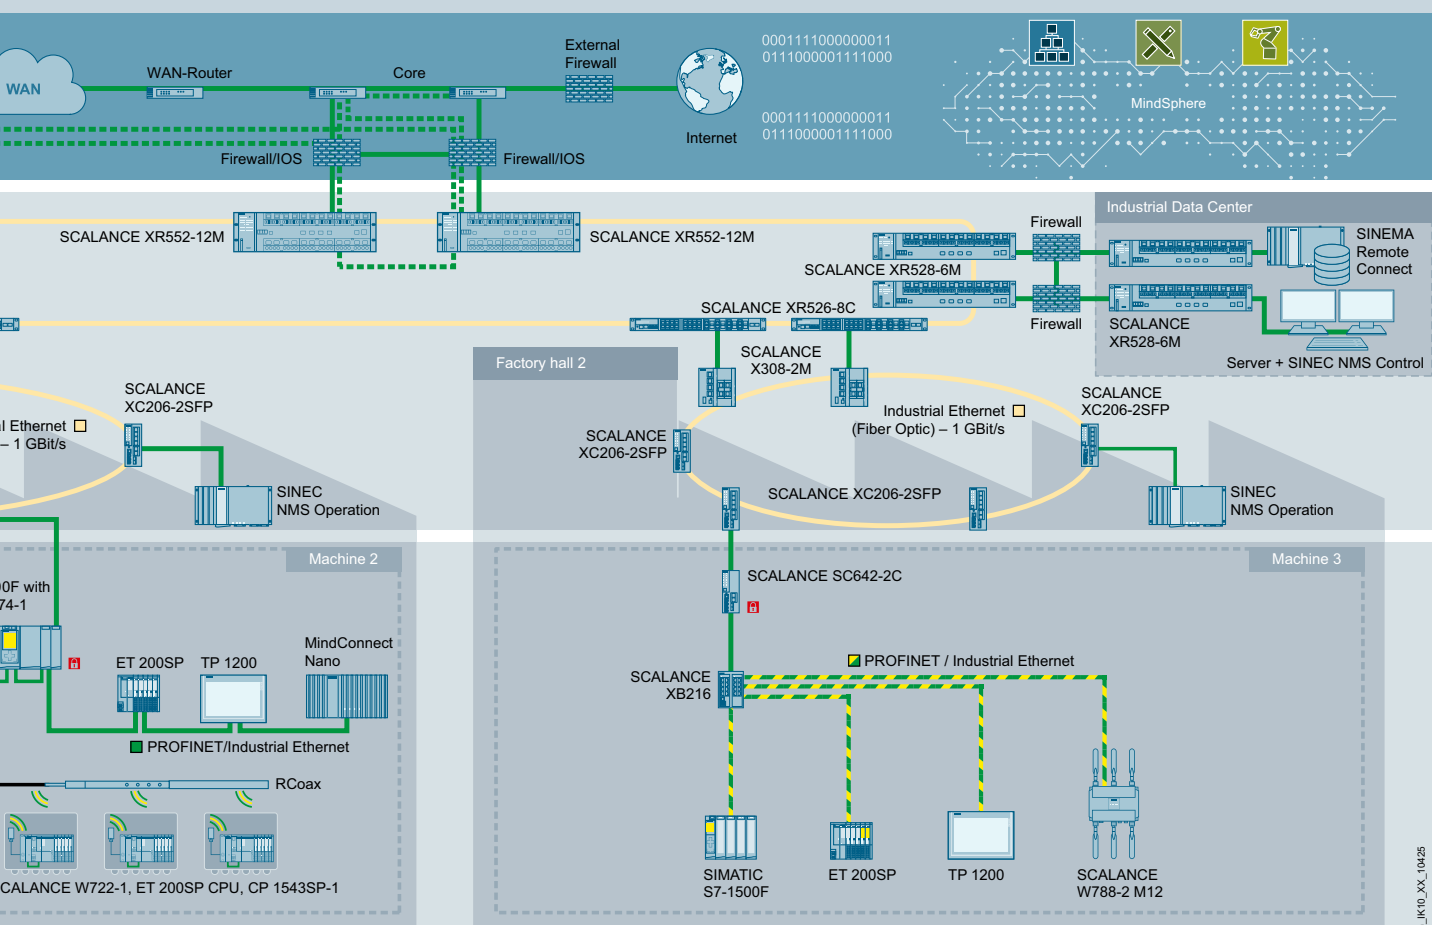 WAN
WAN-Router
Core
External
Firewall
Internet
0001111000000011
0111000001111000
0001111000000011
0111000001111000
MindSphere
Firewall/IOS
Firewall/IOS
SCALANCE XR552-12M
SCALANCE XR552-12M
SCALANCE XR528-6M
Firewall
Firewall
Industrial Data Center
SINEMA
Remote
Connect
SCALANCE
XR528-6M
Server + SINEC NMS Control
SCALANCE XR526-8C
SCALANCE
X308-2M
Factory hall 2
SCALANCE
XC206-2SFP
al Ethernet
– 1 GBit/s
SINEC
NMS Operation
SCALANCE
XC206-2SFP
Industrial Ethernet
(Fiber Optic) – 1 GBit/s
SCALANCE
XC206-2SFP
SCALANCE XC206-2SFP
SINEC
NMS Operation
Machine 2
0F with
74-1
ET 200SP
TP 1200
MindConnect
Nano
PROFINET/Industrial Ethernet
RCoax
CALANCE W722-1, ET 200SP CPU, CP 1543SP-1
Machine 3
SCALANCE SC642-2C
SCALANCE
XB216
PROFINET / Industrial Ethernet
SIMATIC
S7-1500F
ET 200SP
TP 1200
SCALANCE
W788-2 M12
_IK10_XX_10425